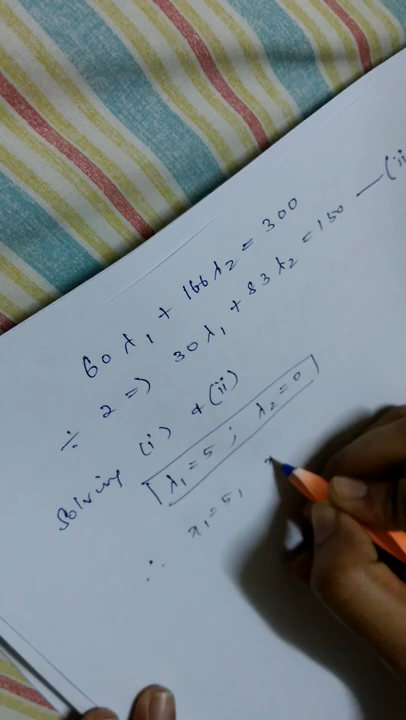 60λ₁ + 166λ₂ = 300
÷ 2 => 30λ₁ + 83λ₂ = 150 — (ii
Solving (i) & (ii)
λ₁ = 5 ; λ₂ = 0
∴ x₁ = 5,